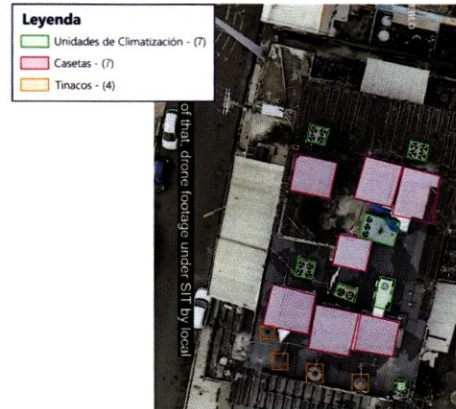 Leyenda
Unidades de Climatización - (7)
Casetas - (7)
Tinacos - (4)
of that, drone footage under SIT by local